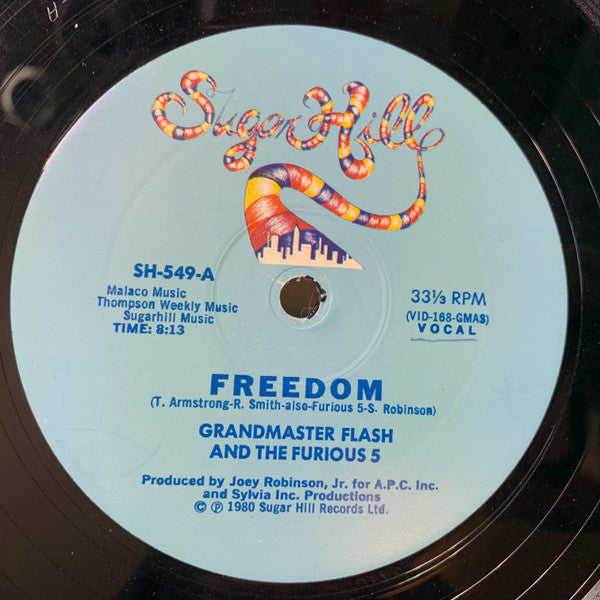 Sugar Hill
SH-549-A
Malaco Music
Thompson Weekly Music
Sugarhill Music
TIME: 8:13
33⅓ RPM
(VID-168-GMAS)
VOCAL
FREEDOM
(T. Armstrong-R. Smith-also-Furious 5-S. Robinson)
GRANDMASTER FLASH
AND THE FURIOUS 5
Produced by Joey Robinson, Jr. for A.P.C. Inc.
and Sylvia Inc. Productions
© ℗ 1980 Sugar Hill Records Ltd.